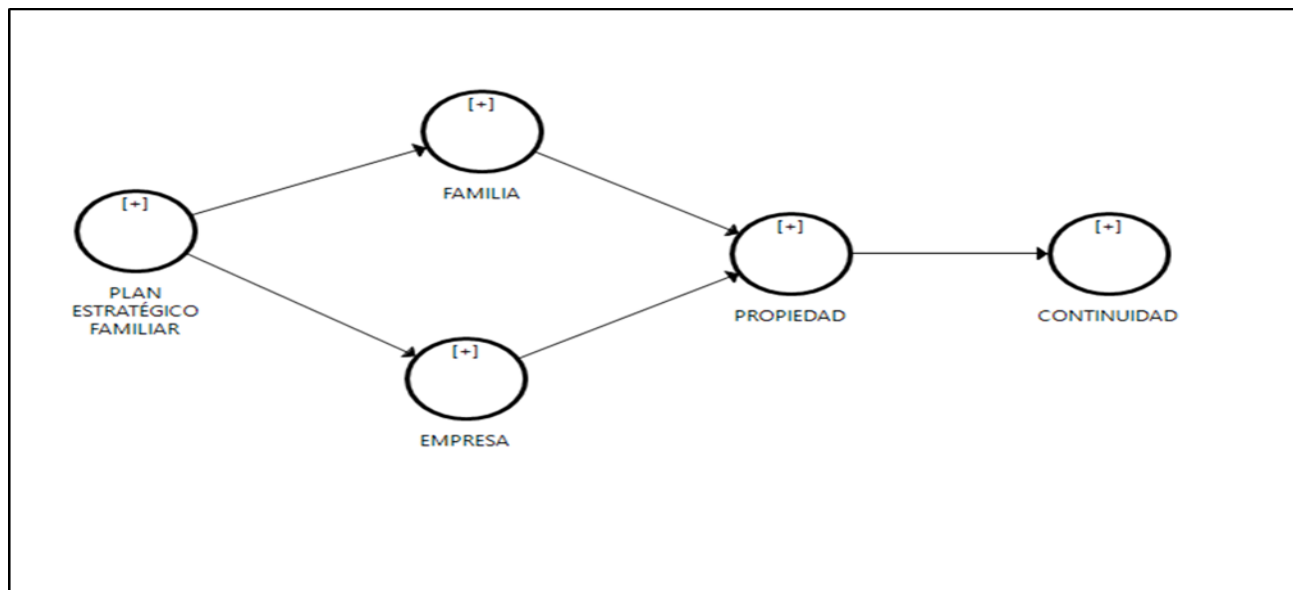 [+]
FAMILIA
[+]
PLAN
ESTRATÉGICO
FAMILIAR
[+]
EMPRESA
[+]
PROPIEDAD
[+]
CONTINUIDAD